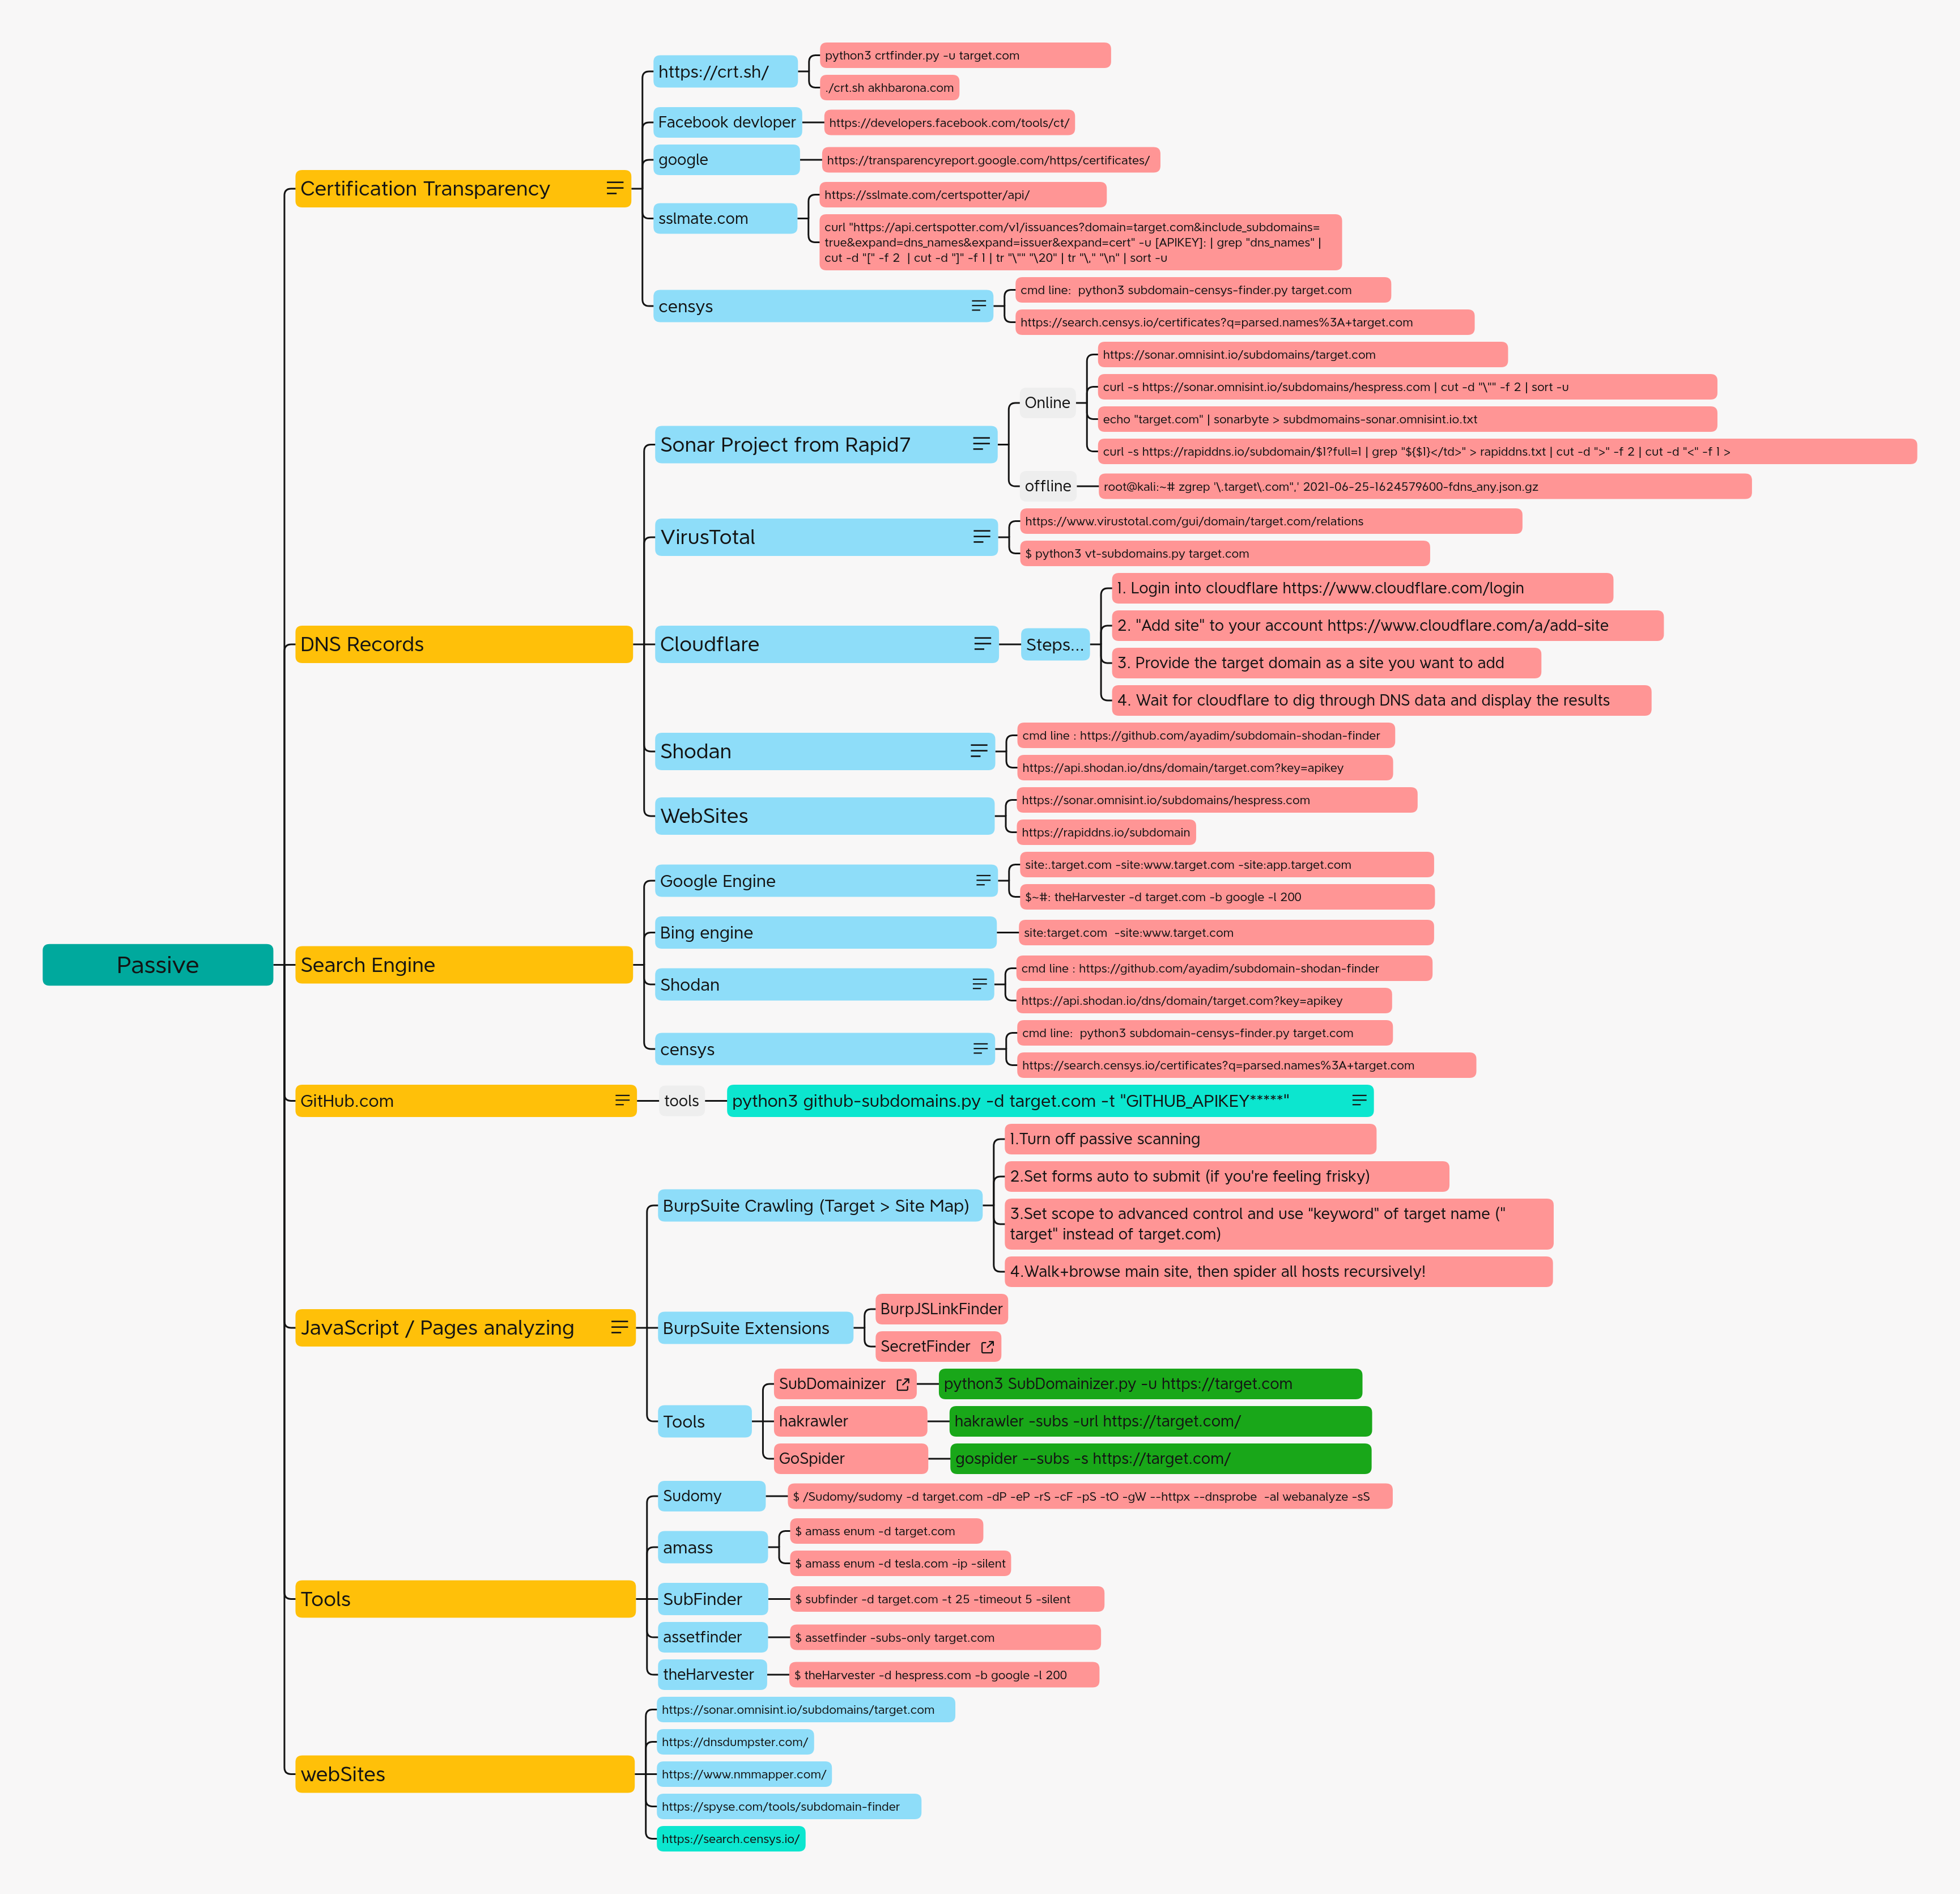 Passive
Certification Transparency
https://crt.sh/
python3 crtfinder.py -u target.com
./crt.sh akhbarona.com
Facebook devloper
https://developers.facebook.com/tools/ct/
google
https://transparencyreport.google.com/https/certificates/
sslmate.com
https://sslmate.com/certspotter/api/
curl "https://api.certspotter.com/v1/issuances?domain=target.com&include_subdomains=
true&expand=dns_names&expand=issuer&expand=cert" -u [APIKEY]: | grep "dns_names" |
cut -d "[" -f 2  | cut -d "]" -f 1 | tr "\"" "\20" | tr "\," "\n" | sort -u
censys
cmd line:  python3 subdomain-censys-finder.py target.com
https://search.censys.io/certificates?q=parsed.names%3A+target.com
DNS Records
Sonar Project from Rapid7
Online
https://sonar.omnisint.io/subdomains/target.com
curl -s https://sonar.omnisint.io/subdomains/hespress.com | cut -d "\"" -f 2 | sort -u
echo "target.com" | sonarbyte > subdmomains-sonar.omnisint.io.txt
curl -s https://rapiddns.io/subdomain/$1?full=1 | grep "${$1}</td>" > rapiddns.txt | cut -d ">" -f 2 | cut -d "<" -f 1 >
offline
root@kali:~# zgrep '\.target\.com",' 2021-06-25-1624579600-fdns_any.json.gz
VirusTotal
https://www.virustotal.com/gui/domain/target.com/relations
$ python3 vt-subdomains.py target.com
Cloudflare
Steps...
1. Login into cloudflare https://www.cloudflare.com/login
2. "Add site" to your account https://www.cloudflare.com/a/add-site
3. Provide the target domain as a site you want to add
4. Wait for cloudflare to dig through DNS data and display the results
Shodan
cmd line : https://github.com/ayadim/subdomain-shodan-finder
https://api.shodan.io/dns/domain/target.com?key=apikey
WebSites
https://sonar.omnisint.io/subdomains/hespress.com
https://rapiddns.io/subdomain
Search Engine
Google Engine
site:.target.com -site:www.target.com -site:app.target.com
$~#: theHarvester -d target.com -b google -l 200
Bing engine
site:target.com  -site:www.target.com
Shodan
cmd line : https://github.com/ayadim/subdomain-shodan-finder
https://api.shodan.io/dns/domain/target.com?key=apikey
censys
cmd line:  python3 subdomain-censys-finder.py target.com
https://search.censys.io/certificates?q=parsed.names%3A+target.com
GitHub.com
tools
python3 github-subdomains.py -d target.com -t "GITHUB_APIKEY*****"
JavaScript / Pages analyzing
BurpSuite Crawling (Target > Site Map)
1.Turn off passive scanning
2.Set forms auto to submit (if you're feeling frisky)
3.Set scope to advanced control and use "keyword" of target name ("
target" instead of target.com)
4.Walk+browse main site, then spider all hosts recursively!
BurpSuite Extensions
BurpJSLinkFinder
SecretFinder
Tools
SubDomainizer
python3 SubDomainizer.py -u https://target.com
hakrawler
hakrawler -subs -url https://target.com/
GoSpider
gospider --subs -s https://target.com/
Tools
Sudomy
$ /Sudomy/sudomy -d target.com -dP -eP -rS -cF -pS -tO -gW --httpx --dnsprobe  -aI webanalyze -sS
amass
$ amass enum -d target.com
$ amass enum -d tesla.com -ip -silent
SubFinder
$ subfinder -d target.com -t 25 -timeout 5 -silent
assetfinder
$ assetfinder -subs-only target.com
theHarvester
$ theHarvester -d hespress.com -b google -l 200
webSites
https://sonar.omnisint.io/subdomains/target.com
https://dnsdumpster.com/
https://www.nmmapper.com/
https://spyse.com/tools/subdomain-finder
https://search.censys.io/